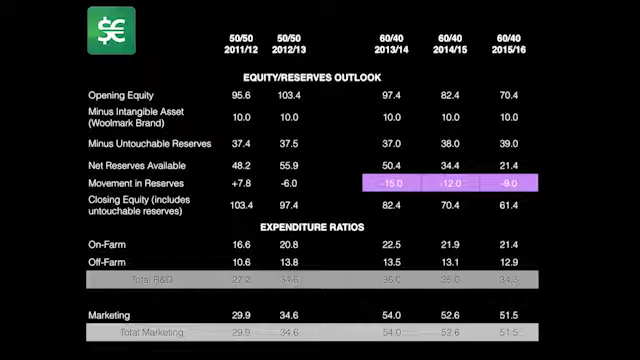 50/50 50/50 60/40 60/40 60/40
2011/12 2012/13 2013/14 2014/15 2015/16
EQUITY/RESERVES OUTLOOK
Opening Equity 95.6 103.4 97.4 82.4 70.4
Minus Intangible Asset
(Woolmark Brand) 10.0 10.0 10.0 10.0 10.0
Minus Untouchable Reserves 37.4 37.5 37.0 38.0 39.0
Net Reserves Available 48.2 55.9 50.4 34.4 21.4
Movement in Reserves +7.8 -6.0 -15.0 -12.0 -9.0
Closing Equity (includes
untouchable reserves) 103.4 97.4 82.4 70.4 61.4
EXPENDITURE RATIOS
On-Farm 16.6 20.8 22.5 21.9 21.4
Off-Farm 10.6 13.8 13.5 13.1 12.9
Total R&D 27.2 34.6 36.0 35.0 34.3
Marketing 29.9 34.6 54.0 52.6 51.5
Total Marketing 29.9 34.6 54.0 52.6 51.5